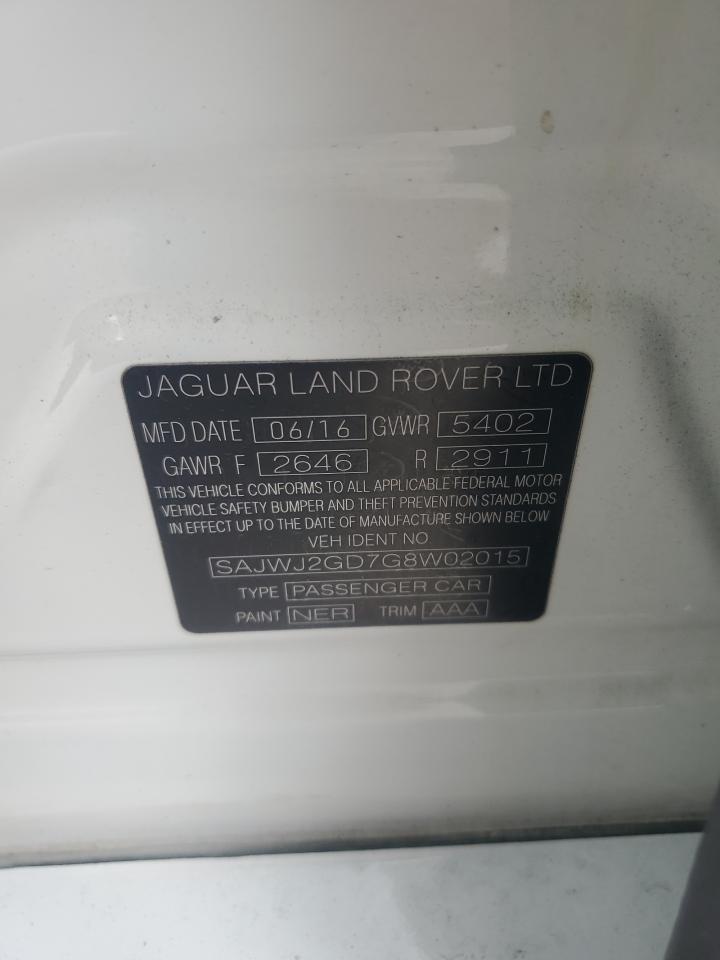 JAGUAR LAND ROVER LTD
MFD DATE 06/16 GVWR 5402
GAWR F 2646 R 2911
THIS VEHICLE CONFORMS TO ALL APPLICABLE FEDERAL MOTOR
VEHICLE SAFETY BUMPER AND THEFT PREVENTION STANDARDS
IN EFFECT UP TO THE DATE OF MANUFACTURE SHOWN BELOW
VEH IDENT NO
SAJWJ2GD7G8W02015
TYPE PASSENGER CAR
PAINT NER TRIM AAA